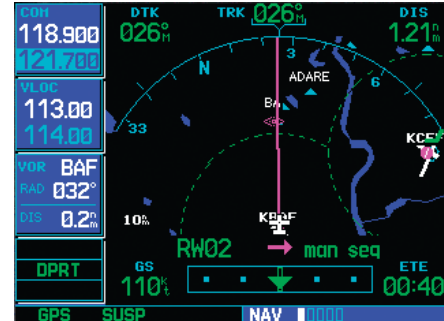 COM
118.900
121.700
VLOC
113.00
114.00
VOR BAF
RAD 032°
DIS 0.2nm
DPRT
GPS SUSP
DTK
026°M
TRK 026°M
DIS
1.21nm
N
3
6
33
ADARE
10nm
RW02 → man seq
GS
110kt
ETE
00:40
NAV